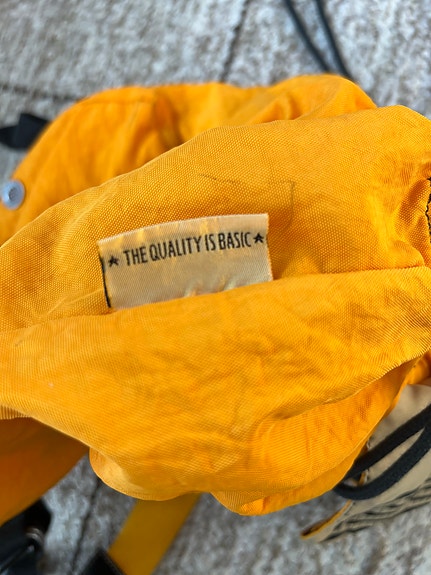 ★ THE QUALITY IS BASIC ★